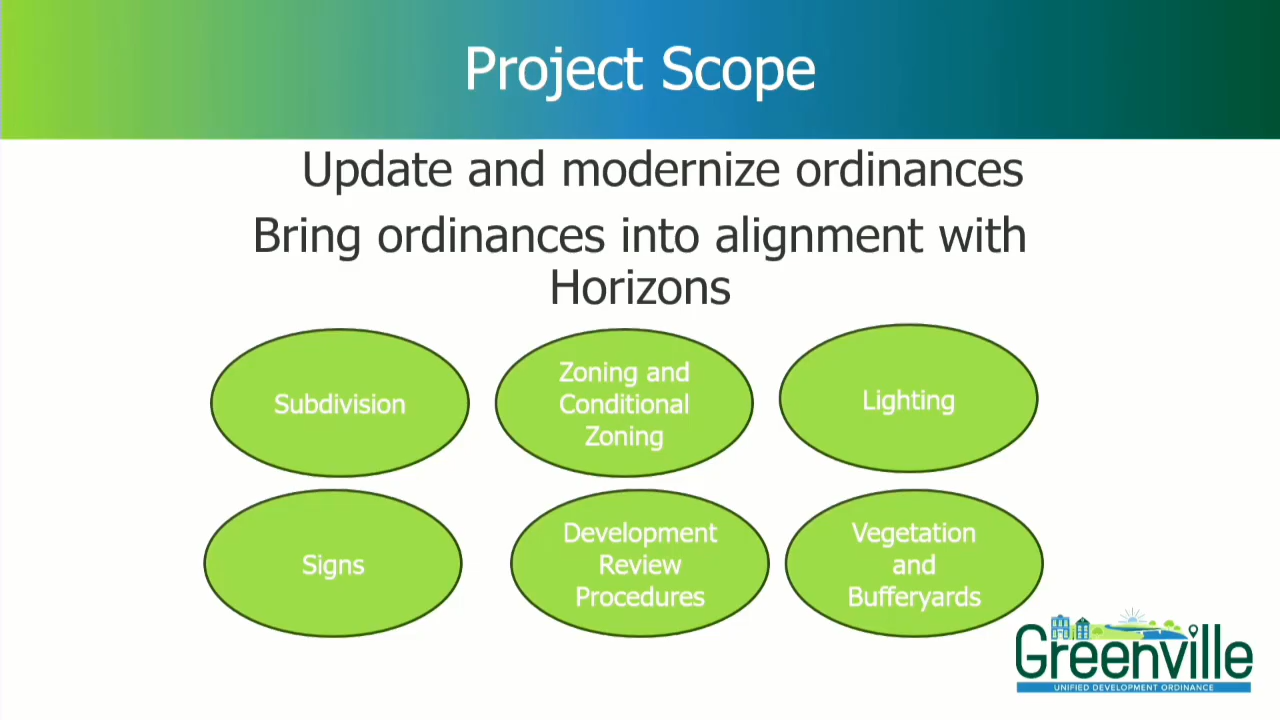 Project Scope
Update and modernize ordinances
Bring ordinances into alignment with
Horizons
Subdivision
Zoning and
Conditional
Zoning
Lighting
Signs
Development
Review
Procedures
Vegetation
and
Bufferyards
Greenville
UNIFIED DEVELOPMENT ORDINANCE